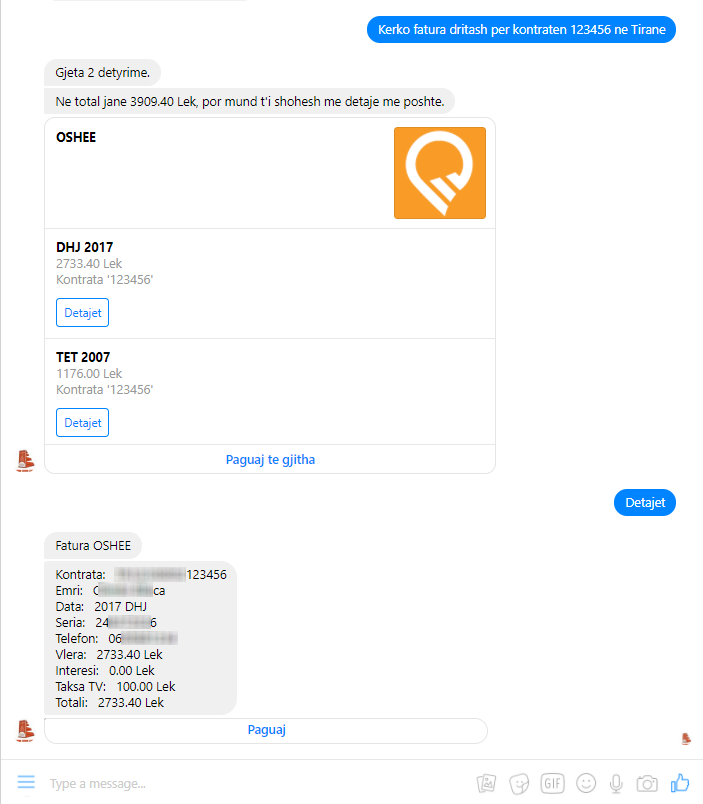 Kerko fatura dritash per kontraten 123456 ne Tirane
Gjeta 2 detyrime.
Ne total jane 3909.40 Lek, por mund t'i shohesh me detaje me poshte.
OSHEE
DHJ 2017
2733.40 Lek
Kontrata '123456'
Detajet
TET 2007
1176.00 Lek
Kontrata '123456'
Detajet
Paguaj te gjitha
Detajet
Fatura OSHEE
Kontrata: 123456
Emri: ca
Data: 2017 DHJ
Seria: 24 6
Telefon: 06
Vlera: 2733.40 Lek
Interesi: 0.00 Lek
Taksa TV: 100.00 Lek
Totali: 2733.40 Lek
Paguaj
Type a message...
GIF